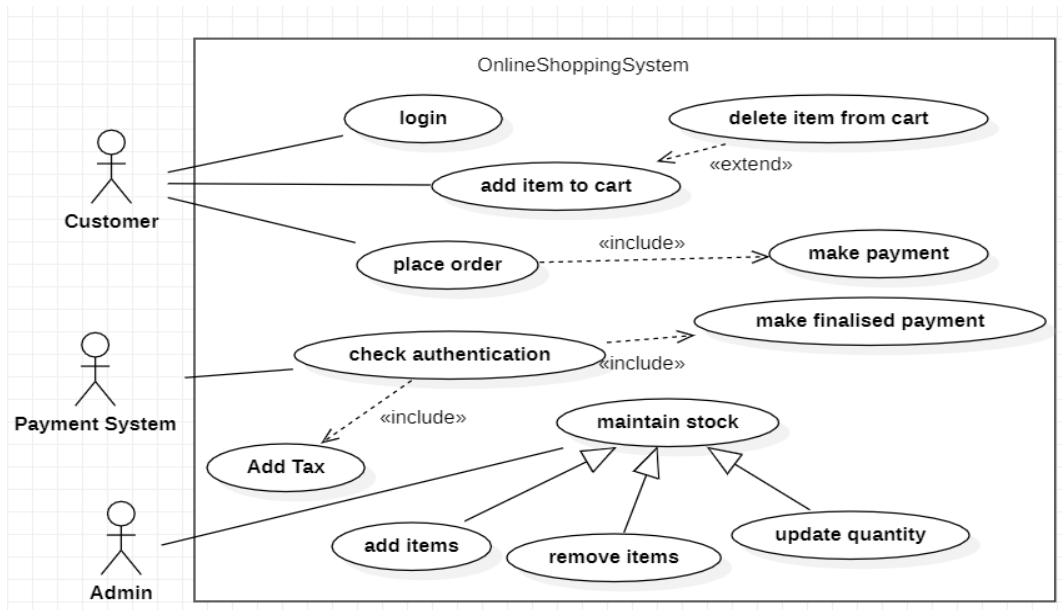 OnlineShoppingSystem
login
delete item from cart
«extend»
add item to cart
Customer
«include»
place order
make payment
make finalised payment
check authentication
«include»
Payment System
«include»
maintain stock
Add Tax
add items
remove items
update quantity
Admin